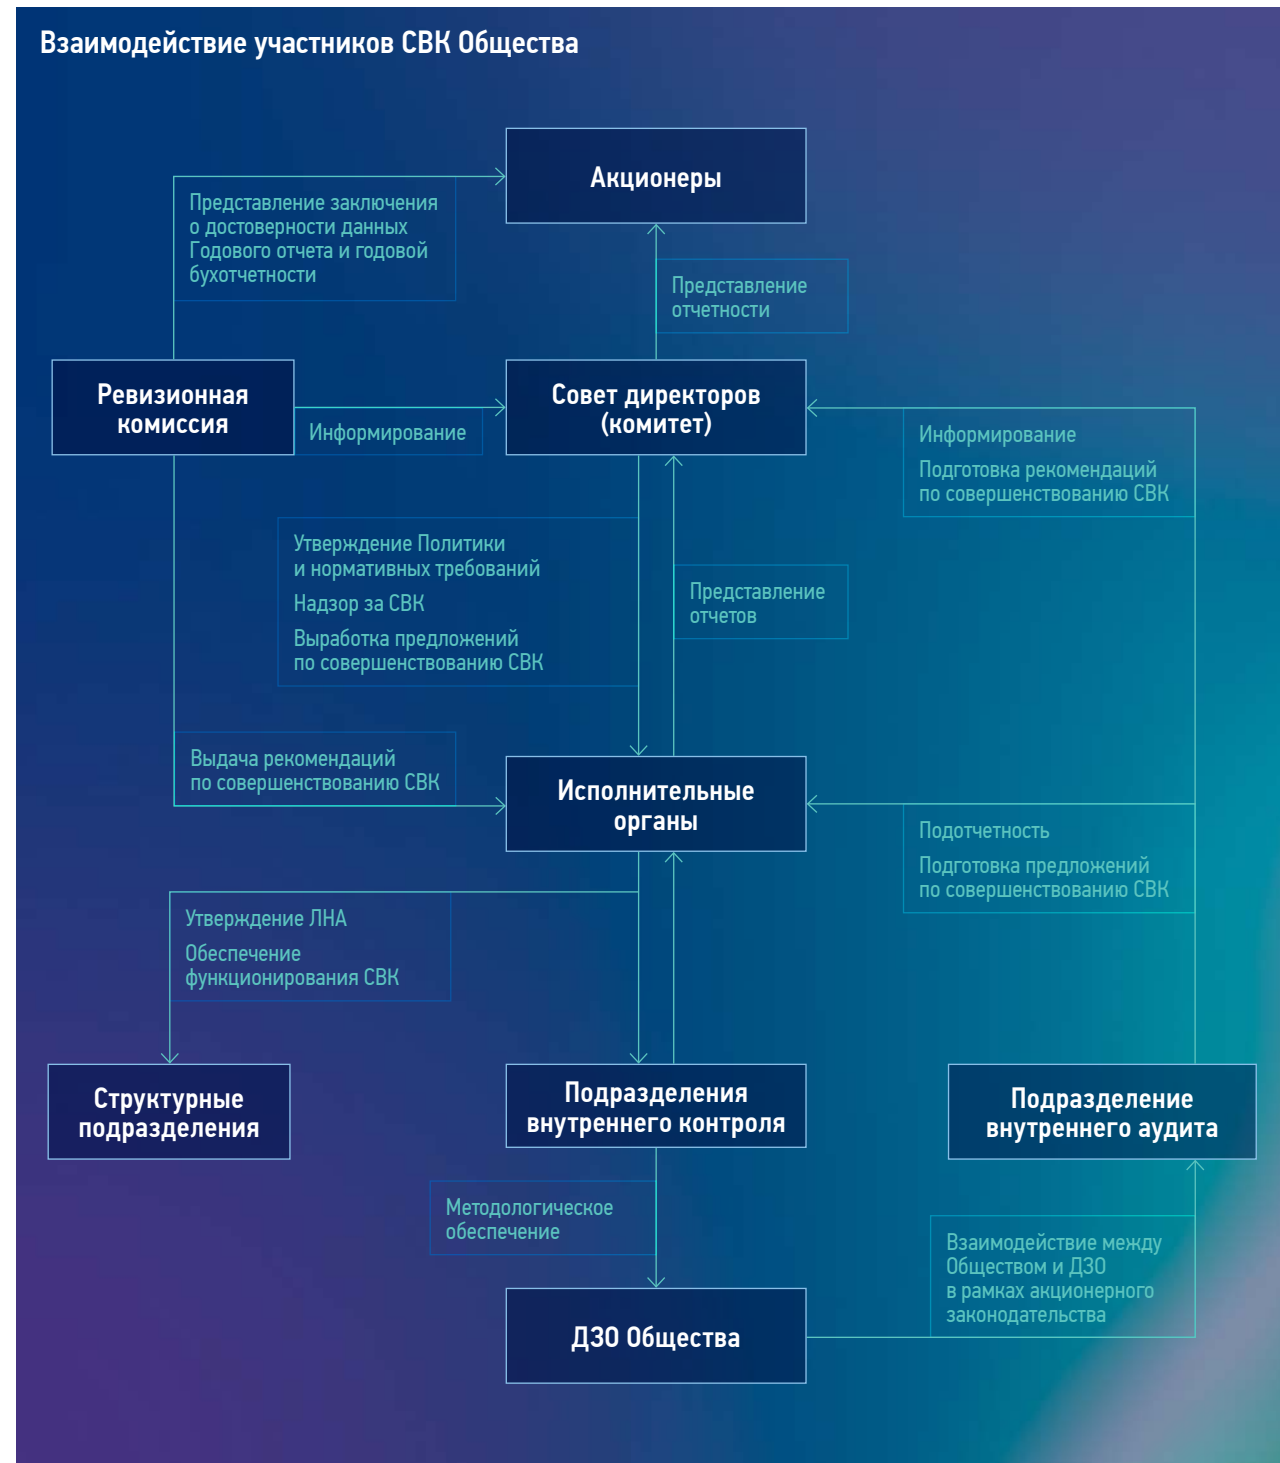 Взаимодействие участников СВК Общества
Акционеры
Представление заключения
о достоверности данных
Годового отчета и годовой
бухотчетности
Представление
отчетности
Ревизионная
комиссия
Информирование
Совет директоров
(комитет)
Информирование
Подготовка рекомендаций
по совершенствованию СВК
Утверждение Политики
и нормативных требований
Надзор за СВК
Выработка предложений
по совершенствованию СВК
Представление
отчетов
Выдача рекомендаций
по совершенствованию СВК
Исполнительные
органы
Подотчетность
Подготовка предложений
по совершенствованию СВК
Утверждение ЛНА
Обеспечение
функционирования СВК
Структурные
подразделения
Подразделения
внутреннего контроля
Подразделение
внутреннего аудита
Методологическое
обеспечение
Взаимодействие между
Обществом и ДЗО
в рамках акционерного
законодательства
ДЗО Общества